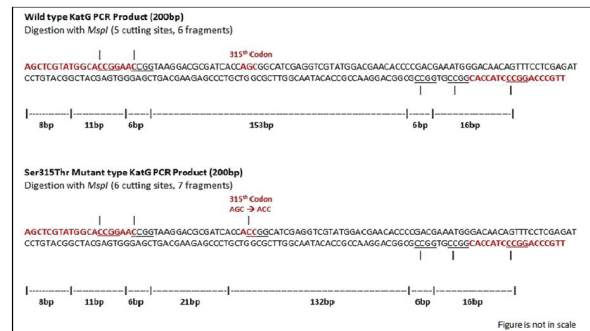 Wild type KatG PCR Product (200bp)
Digestion with MspI (5 cutting sites, 6 fragments)
315th Codon
AGCTCGTATGGCACCGGAACCGGTAAGGACGCGATCACCAGCGGCATCGAGGTCGTATGGACGAACACCCCGACGAAATGGGACAACAGTTTCCTCGAGAT
CCTGTACGGCTACGAGTGGGAGCTGACGAAGAGCCCTGCTGGCGCTTGGCAATACACCGCCAAGGACGGCGCCGGTGCCGGCACCATCCCGGACCCGTT
8bp 11bp 6bp 153bp 6bp 16bp
Ser315Thr Mutant type KatG PCR Product (200bp)
Digestion with MspI (6 cutting sites, 7 fragments)
315th Codon
AGC → ACC
AGCTCGTATGGCACCGGAACCGGTAAGGACGCGATCACCACCGGCATCGAGGTCGTATGGACGAACACCCCGACGAAATGGGACAACAGTTTCCTCGAGAT
CCTGTACGGCTACGAGTGGGAGCTGACGAAGAGCCCTGCTGGCGCTTGGCAATACACCGCCAAGGACGGCGCCGGTGCCGGCACCATCCCGGACCCGTT
8bp 11bp 6bp 21bp 132bp 6bp 16bp
Figure is not in scale